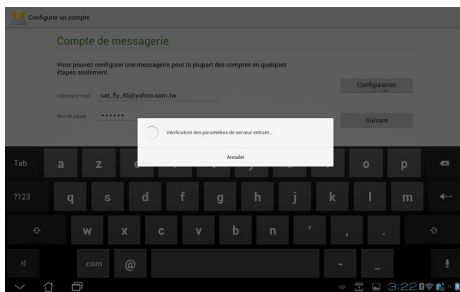 Configurer un compte
Compte de messagerie
Vous pouvez configurer une messagerie pour la plupart des comptes en quelques
étapes seulement.
Configuration
Adresse e-mail cat_fly_46@yahoo.som.tw
Mot de passe ••••••
Suivant
Vérification des paramètres de serveur entrant...
Annuler
Tab a z o p
?123 q s d f g h j k l m
w x c v b n ' , .
.com @ - _
3:22